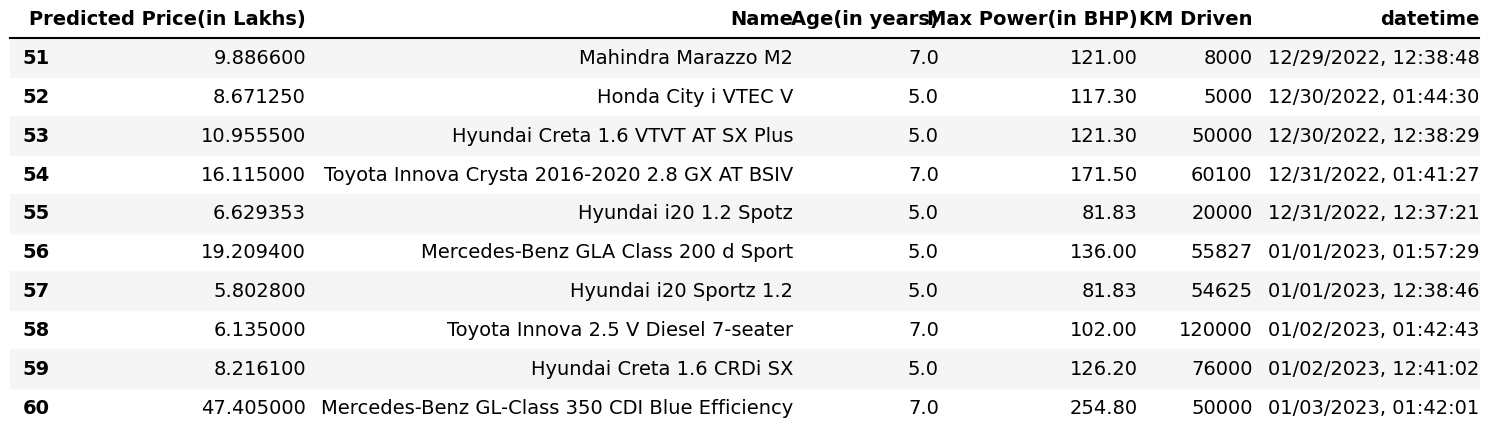 Predicted Price(in Lakhs) Name Age(in years) Max Power(in BHP) KM Driven datetime
51 9.886600 Mahindra Marazzo M2 7.0 121.00 8000 12/29/2022, 12:38:48
52 8.671250 Honda City i VTEC V 5.0 117.30 5000 12/30/2022, 01:44:30
53 10.955500 Hyundai Creta 1.6 VTVT AT SX Plus 5.0 121.30 50000 12/30/2022, 12:38:29
54 16.115000 Toyota Innova Crysta 2016-2020 2.8 GX AT BSIV 7.0 171.50 60100 12/31/2022, 01:41:27
55 6.629353 Hyundai i20 1.2 Spotz 5.0 81.83 20000 12/31/2022, 12:37:21
56 19.209400 Mercedes-Benz GLA Class 200 d Sport 5.0 136.00 55827 01/01/2023, 01:57:29
57 5.802800 Hyundai i20 Sportz 1.2 5.0 81.83 54625 01/01/2023, 12:38:46
58 6.135000 Toyota Innova 2.5 V Diesel 7-seater 7.0 102.00 120000 01/02/2023, 01:42:43
59 8.216100 Hyundai Creta 1.6 CRDi SX 5.0 126.20 76000 01/02/2023, 12:41:02
60 47.405000 Mercedes-Benz GL-Class 350 CDI Blue Efficiency 7.0 254.80 50000 01/03/2023, 01:42:01